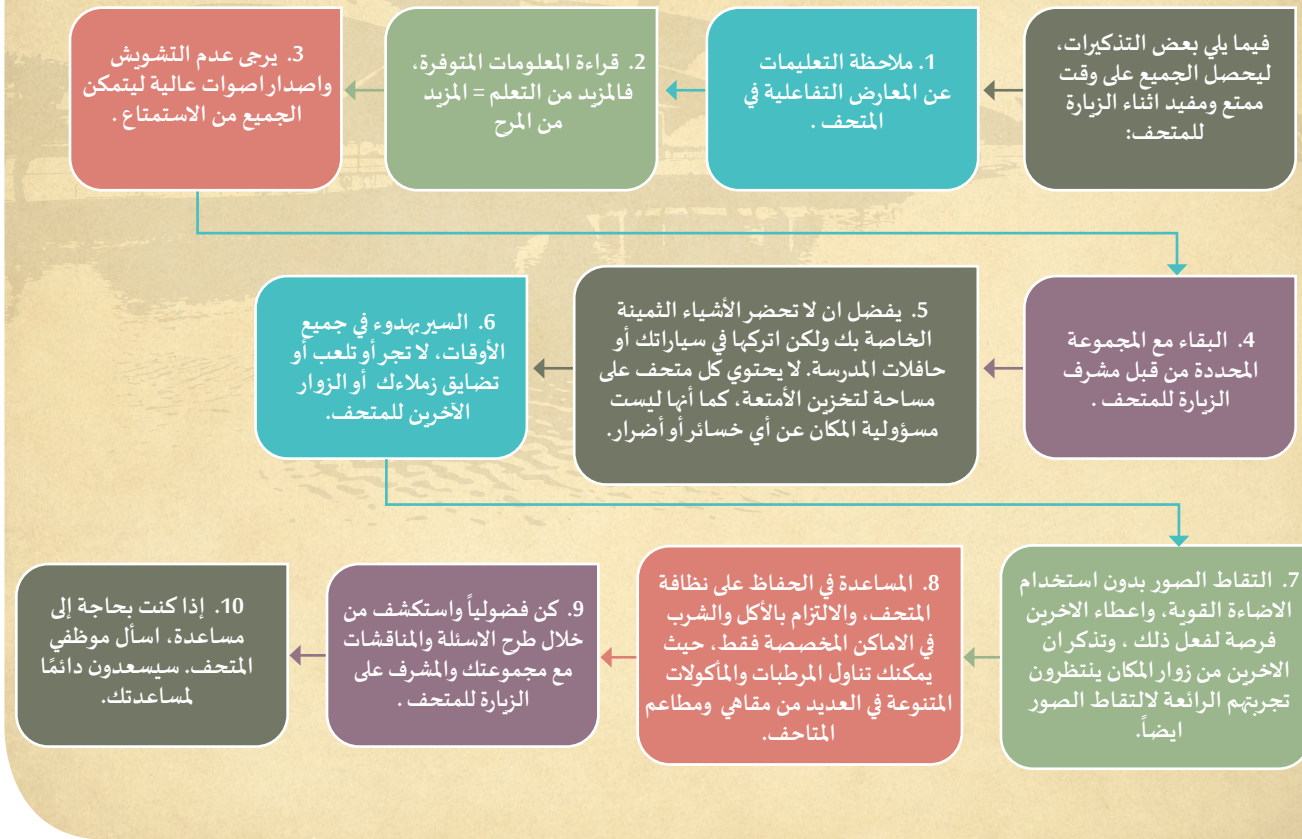 فيما يلي بعض التذكيرات،
ليحصل الجميع على وقت
ممتع ومفيد اثناء الزيارة
للمتحف:
1. ملاحظة التعليمات
عن المعارض التفاعلية في
المتحف .
2. قراءة المعلومات المتوفرة،
فالمزيد من التعلم = المزيد
من المرح
3. يرجى عدم التشويش
واصدار اصوات عالية ليتمكن
الجميع من الاستمتاع .
4. البقاء مع المجموعة
المحددة من قبل مشرف
الزيارة للمتحف .
5. يفضل ان لا تحضر الأشياء الثمينة
الخاصة بك ولكن اتركها في سياراتك أو
حافلات المدرسة. لا يحتوي كل متحف على
مساحة لتخزين الأمتعة، كما أنها ليست
مسؤولية المكان عن أي خسائر أو أضرار.
6. السير بهدوء في جميع
الأوقات، لا تجر أو تلعب أو
تضايق زملاءك أو الزوار
الآخرين للمتحف.
7. التقاط الصور بدون استخدام
الاضاءة القوية، واعطاء الاخرين
فرصة لفعل ذلك ، وتذكر ان
الاخرين من زوار المكان ينتظرون
تجربتهم الرائعة لالتقاط الصور
ايضاً.
8. المساعدة في الحفاظ على نظافة
المتحف، والالتزام بالأكل والشرب
في الاماكن المخصصة فقط، حيث
يمكنك تناول المرطبات والمأكولات
المتنوعة في العديد من مقاهي ومطاعم
المتاحف.
9. كن فضولياً واستكشف من
خلال طرح الاسئلة والمناقشات
مع مجموعتك والمشرف على
الزيارة للمتحف .
10. إذا كنت بحاجة إلى
مساعدة، اسأل موظفي
المتحف. سيسعدون دائمًا
لمساعدتك.